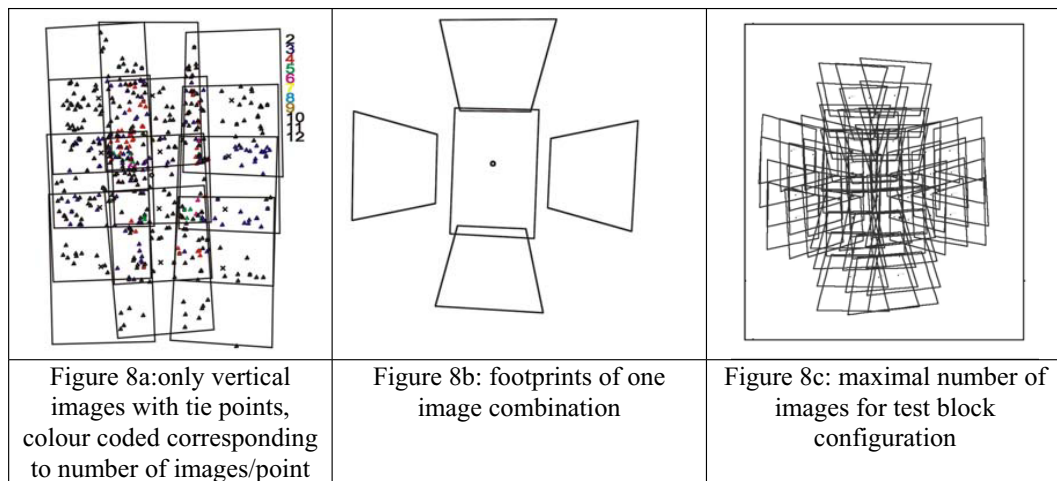 2
3
4
5
6
7
8
9
10
11
12
Figure 8a:only vertical
images with tie points,
colour coded corresponding
to number of images/point
Figure 8b: footprints of one
image combination
Figure 8c: maximal number of
images for test block
configuration